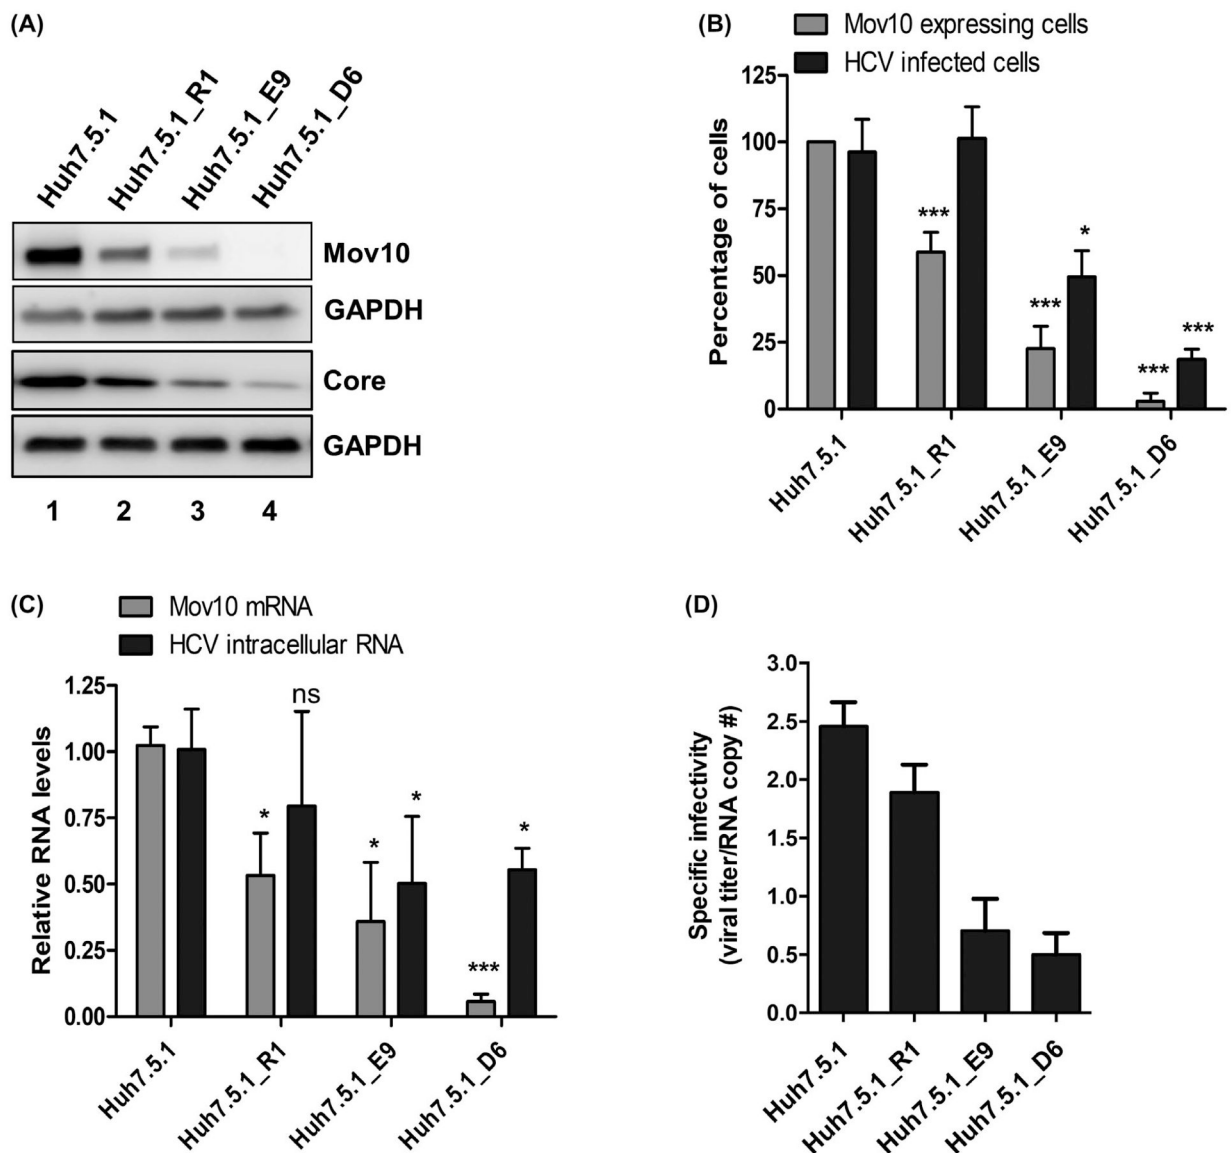 (A)
Huh7.5.1
Huh7.5.1_R1
Huh7.5.1_E9
Huh7.5.1_D6
Mov10
GAPDH
Core
GAPDH
1 2 3 4
(B)
Mov10 expressing cells
HCV infected cells
Percentage of cells
125
100
75
50
25
0
***
***
*
***
***
Huh7.5.1
Huh7.5.1_R1
Huh7.5.1_E9
Huh7.5.1_D6
(C)
Mov10 mRNA
HCV intracellular RNA
Relative RNA levels
1.25
1.00
0.75
0.50
0.25
0.00
*
ns
*
*
***
*
Huh7.5.1
Huh7.5.1_R1
Huh7.5.1_E9
Huh7.5.1_D6
(D)
Specific infectivity
(viral titer/RNA copy #)
3.0
2.5
2.0
1.5
1.0
0.5
0.0
Huh7.5.1
Huh7.5.1_R1
Huh7.5.1_E9
Huh7.5.1_D6